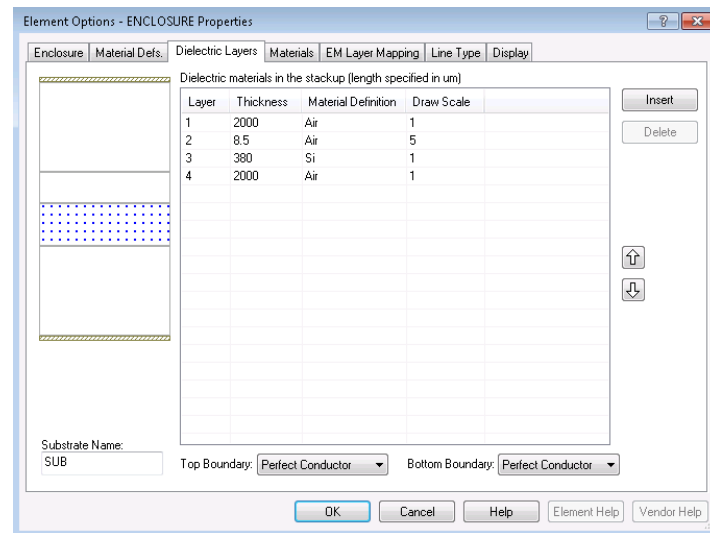 Element Options - ENCLOSURE Properties
Enclosure Material Defs. Dielectric Layers Materials EM Layer Mapping Line Type Display
Dielectric materials in the stackup (length specified in um)
Layer Thickness Material Definition Draw Scale
1 2000 Air 1
2 8.5 Air 5
3 380 Si 1
4 2000 Air 1
Insert
Delete
Substrate Name:
SUB
Top Boundary: Perfect Conductor Bottom Boundary: Perfect Conductor
OK Cancel Help Element Help Vendor Help